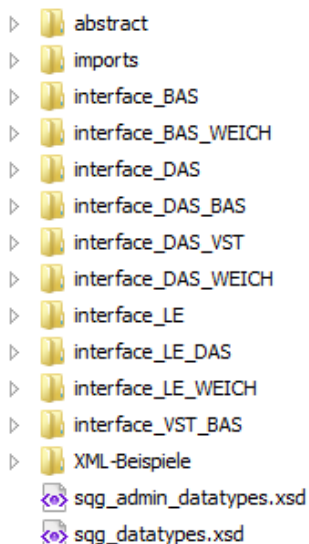 abstract
imports
interface_BAS
interface_BAS_WEICH
interface_DAS
interface_DAS_BAS
interface_DAS_VST
interface_DAS_WEICH
interface_LE
interface_LE_DAS
interface_LE_WEICH
interface_VST_BAS
XML-Beispiele
sqg_admin_datatypes.xsd
sqg_datatypes.xsd